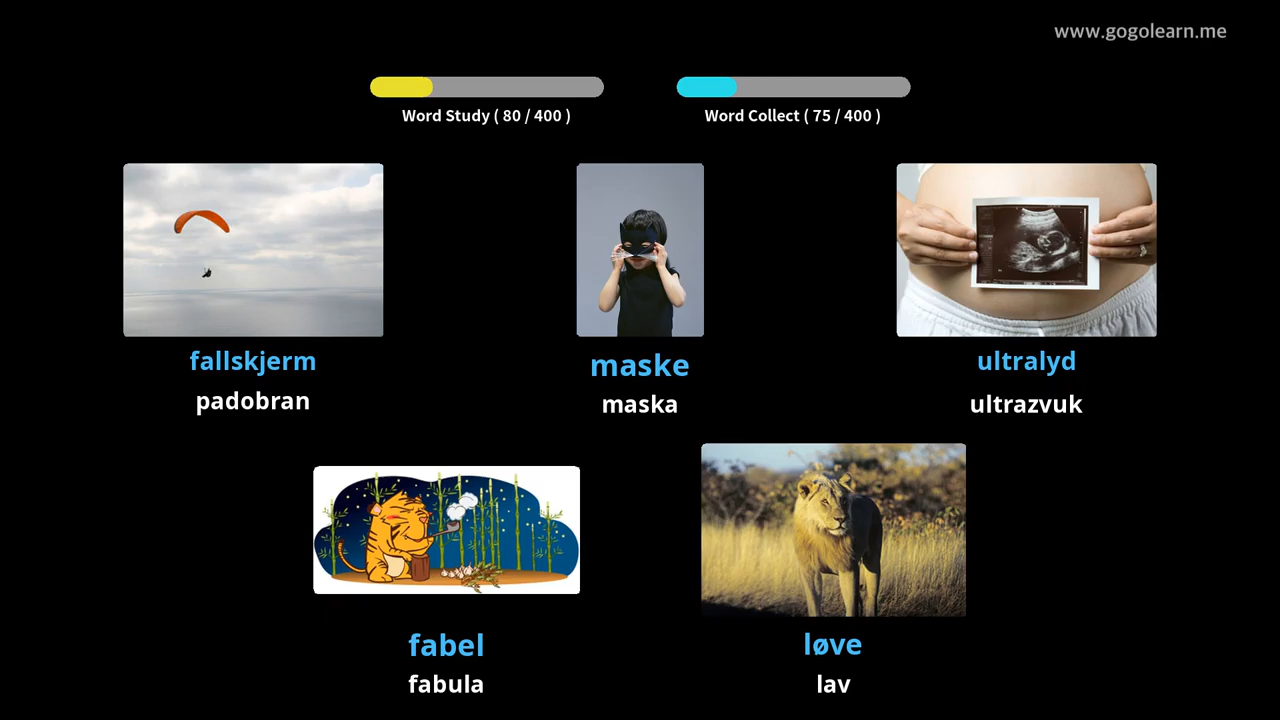 www.gogolearn.me
Word Study ( 80 / 400 )
Word Collect ( 75 / 400 )
fallskjerm
padobran
maske
maska
ultralyd
ultrazvuk
fabel
fabula
løve
lav